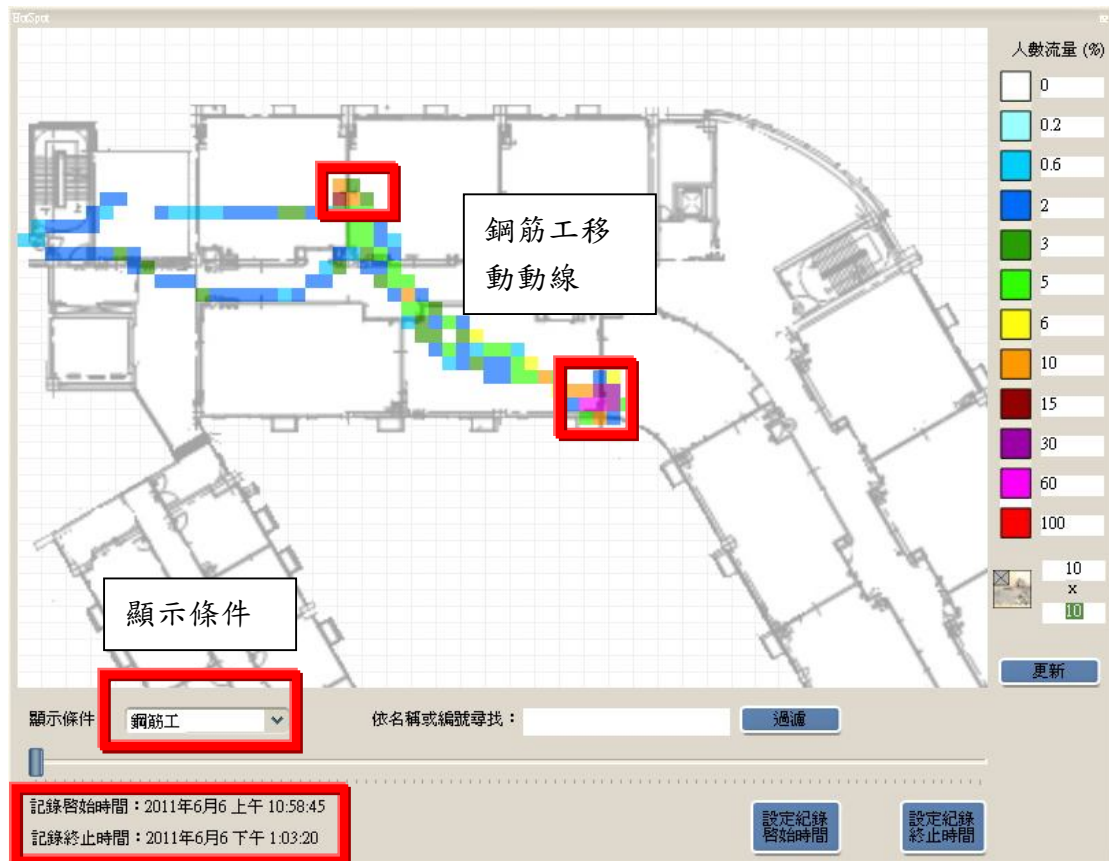 HotSpot
人數流量 (%)
0
0.2
0.6
2
3
5
6
10
15
30
60
100
10
x
10
更新
鋼筋工移
動動線
顯示條件
顯示條件
鋼筋工
依名稱或編號尋找：
過濾
記錄啓始時間：2011年6月6 上午 10:58:45
記錄終止時間：2011年6月6 下午 1:03:20
設定紀錄
啓始時間
設定紀錄
終止時間